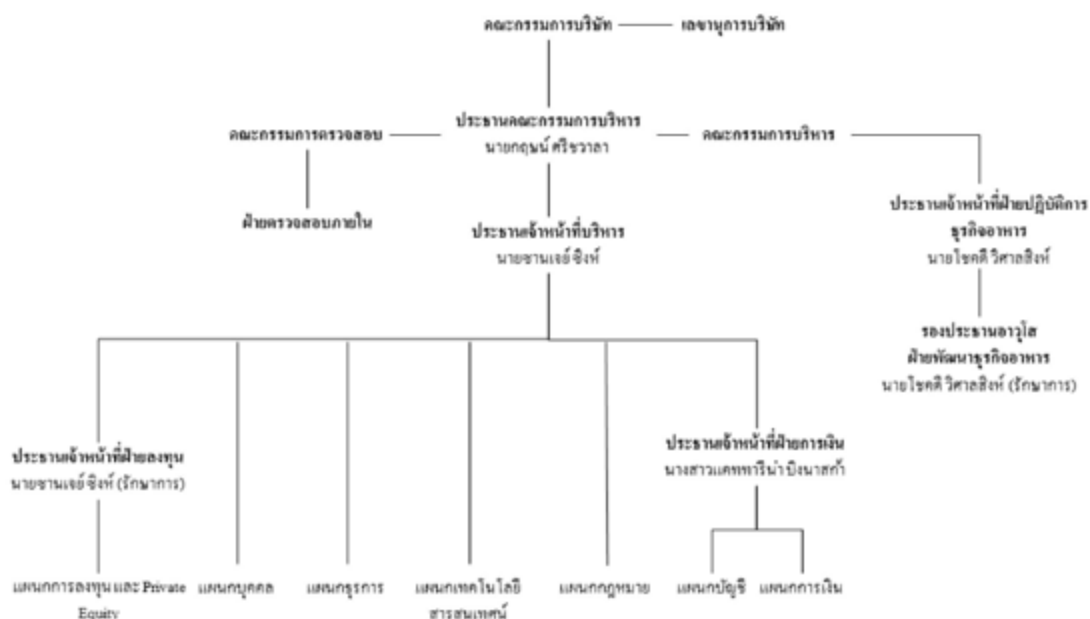 คณะกรรมการบริษัท
เลขานุการบริษัท
คณะกรรมการตรวจสอบ
ประธานคณะกรรมการบริหาร
นายกฤษน์ ศรีชวาลา
คณะกรรมการบริหาร
ฝ่ายตรวจสอบภายใน
ประธานเจ้าหน้าที่บริหาร
นายซานเจย์ ซิงห์
ประธานเจ้าหน้าที่ฝ่ายปฏิบัติการ
ธุรกิจอาหาร
นายโชคดี วิศาลสิงห์
รองประธานอาวุโส
ฝ่ายพัฒนาธุรกิจอาหาร
นายโชคดี วิศาลสิงห์ (รักษาการ)
ประธานเจ้าหน้าที่ฝ่ายลงทุน
นายซานเจย์ ซิงห์ (รักษาการ)
ประธานเจ้าหน้าที่ฝ่ายการเงิน
นางสาวแคททารีน่า บิงนาสก้า
แผนกการลงทุน และ Private
Equity
แผนกบุคคล
แผนกธุรการ
แผนกเทคโนโลยี
สารสนเทศน์
แผนกกฎหมาย
แผนกบัญชี
แผนกการเงิน